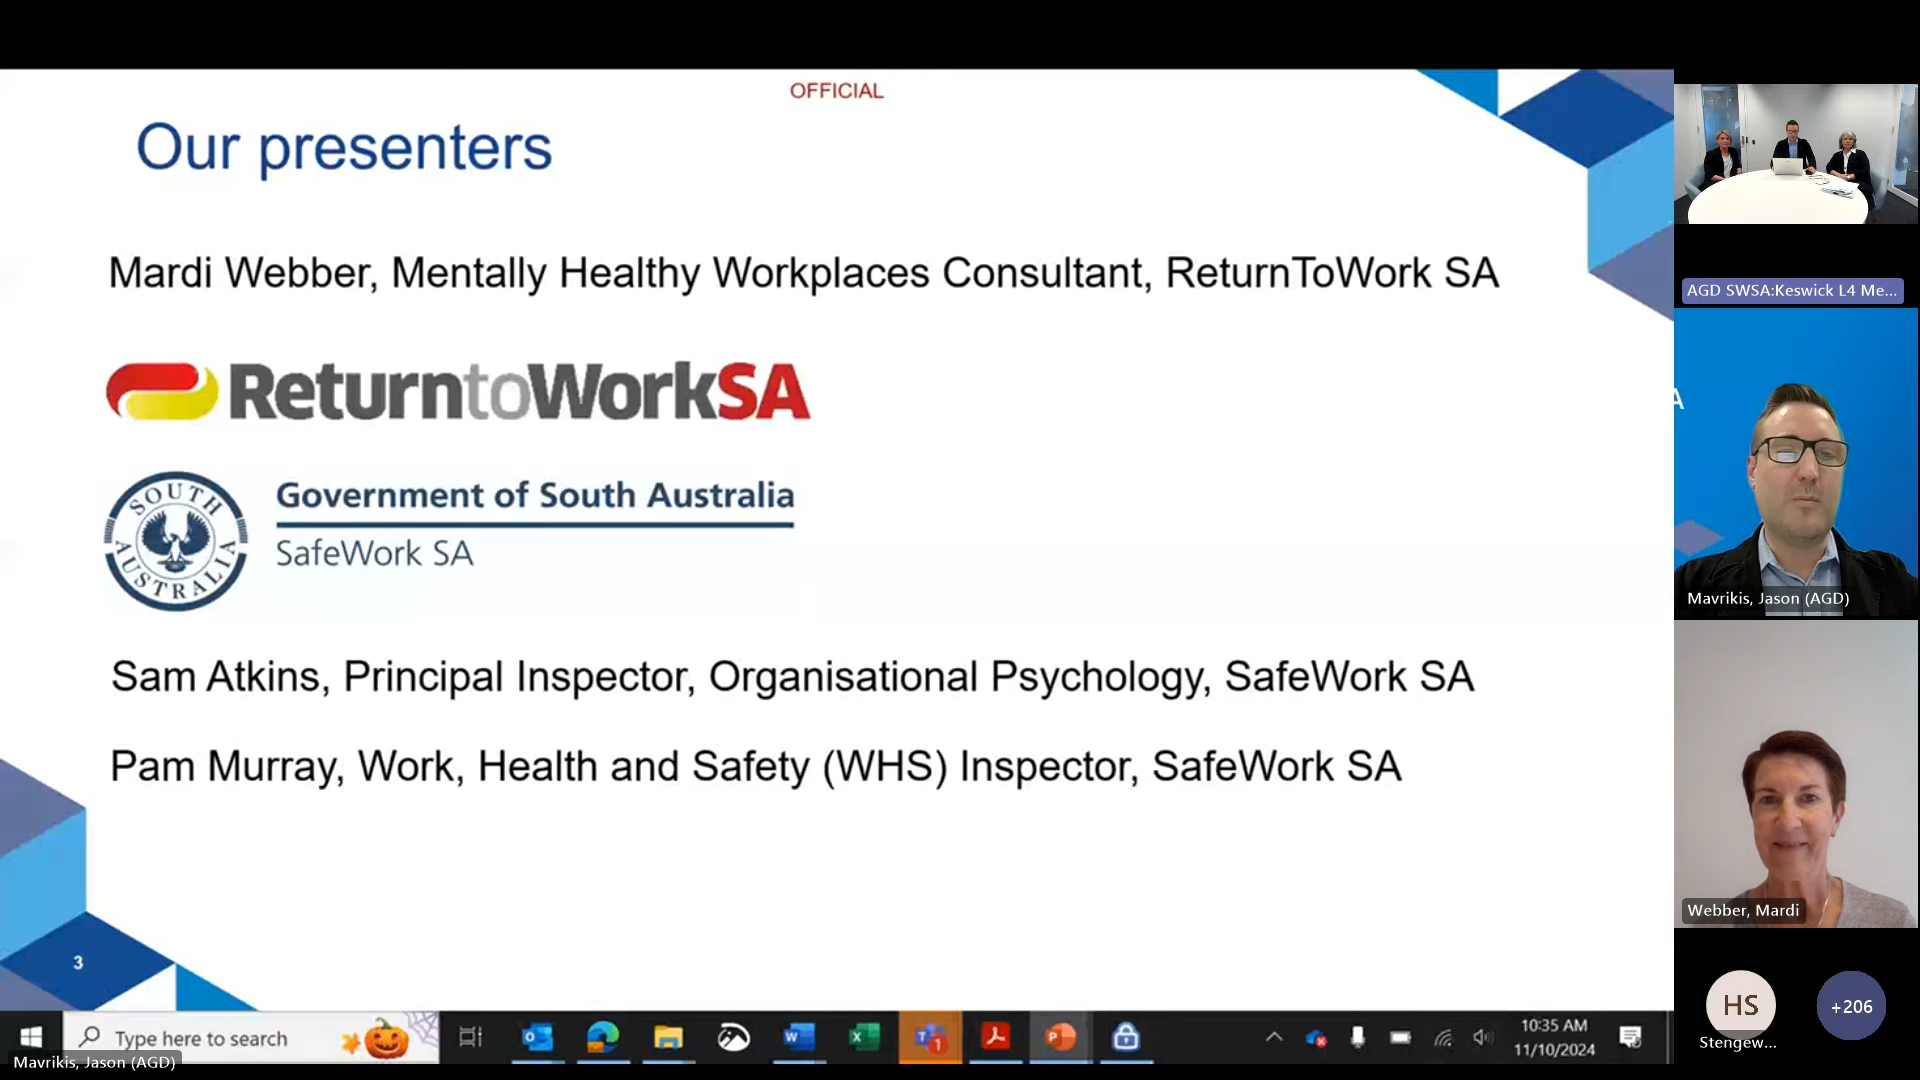 OFFICIAL
Our presenters
Mardi Webber, Mentally Healthy Workplaces Consultant, ReturnToWork SA
ReturntoWorkSA
SOUTH AUSTRALIA
Government of South Australia
SafeWork SA
Sam Atkins, Principal Inspector, Organisational Psychology, SafeWork SA
Pam Murray, Work, Health and Safety (WHS) Inspector, SafeWork SA
3
Type here to search
10:35 AM
11/10/2024
Mavrikis, Jason (AGD)
AGD SWSA:Keswick L4 Me...
A
Mavrikis, Jason (AGD)
Webber, Mardi
HS
+206
Stengew...